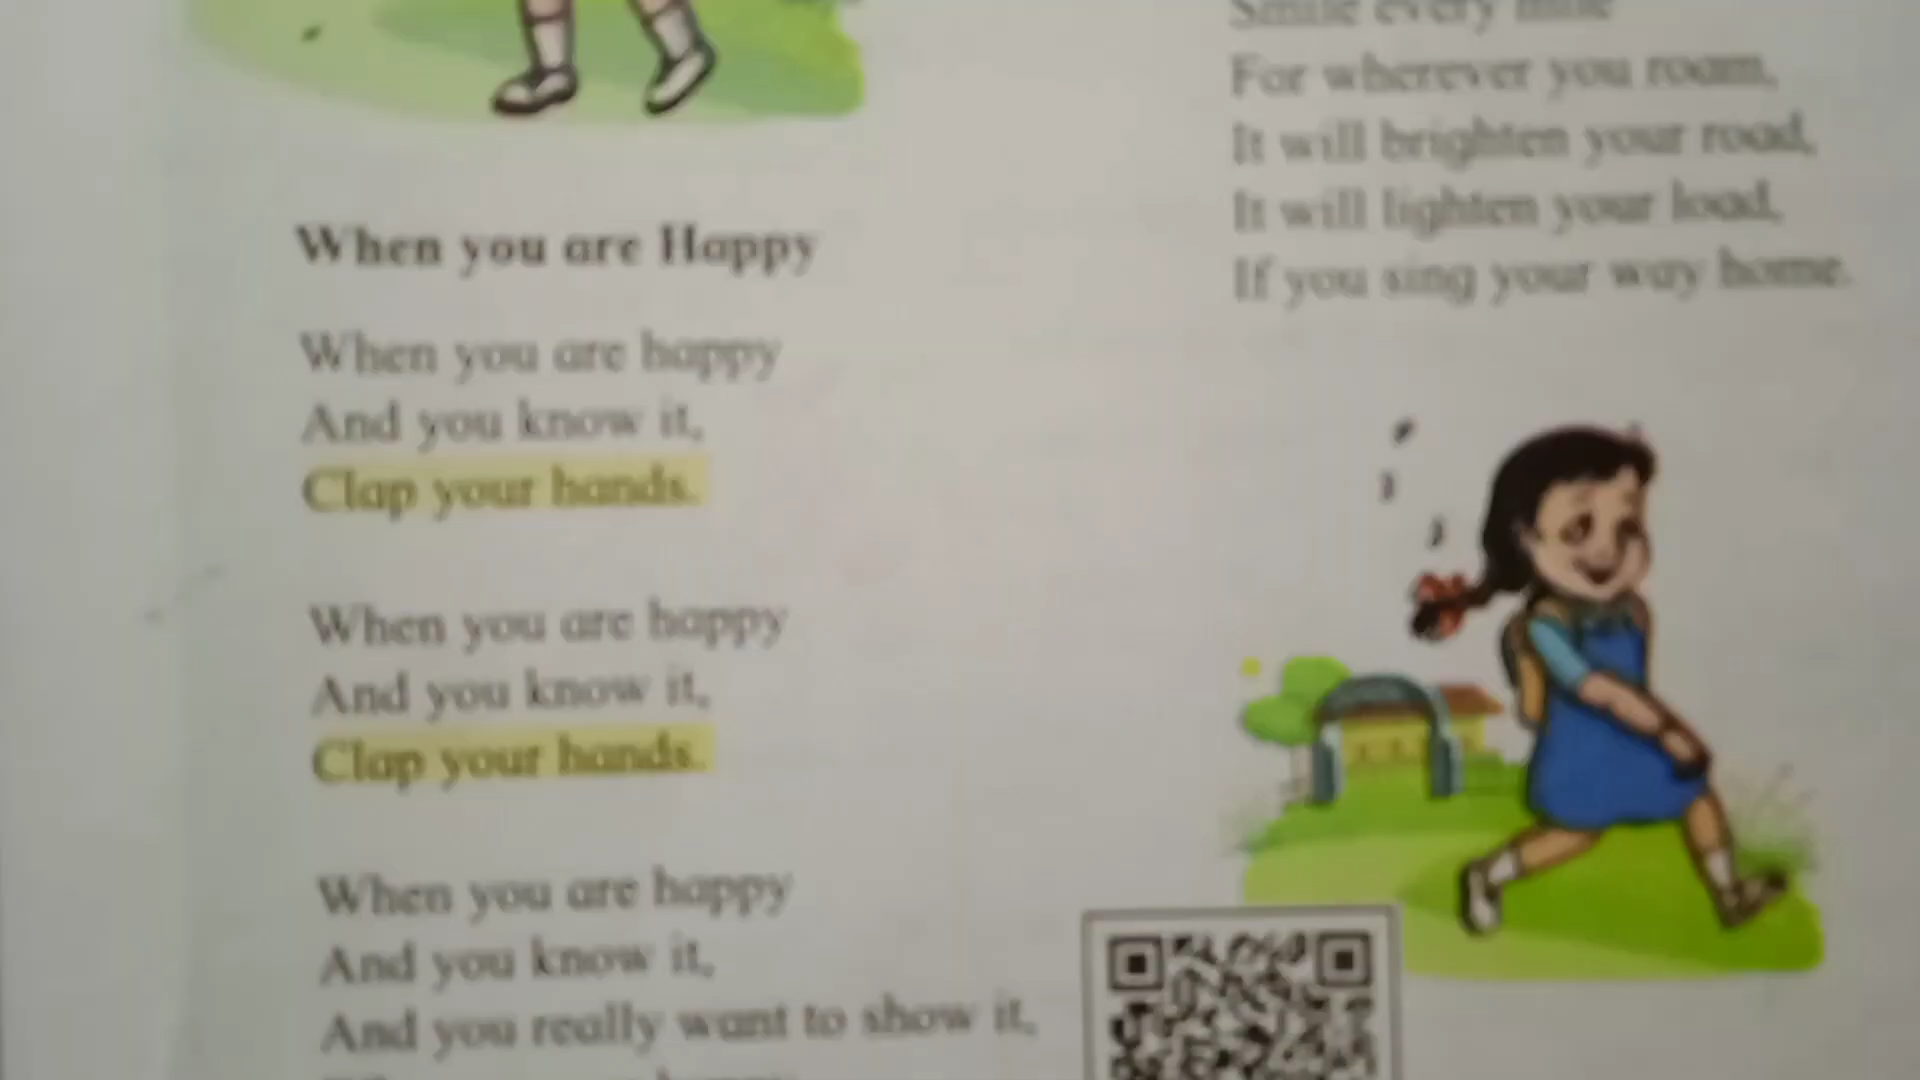 When you are Happy
When you are happy
And you know it,
Clap your hands.
When you are happy
And you know it,
Clap your hands.
When you are happy
And you know it,
And you really want to show it,
Smile every mile
For wherever you roam,
It will brighten your road,
It will lighten your load,
If you sing your way home.